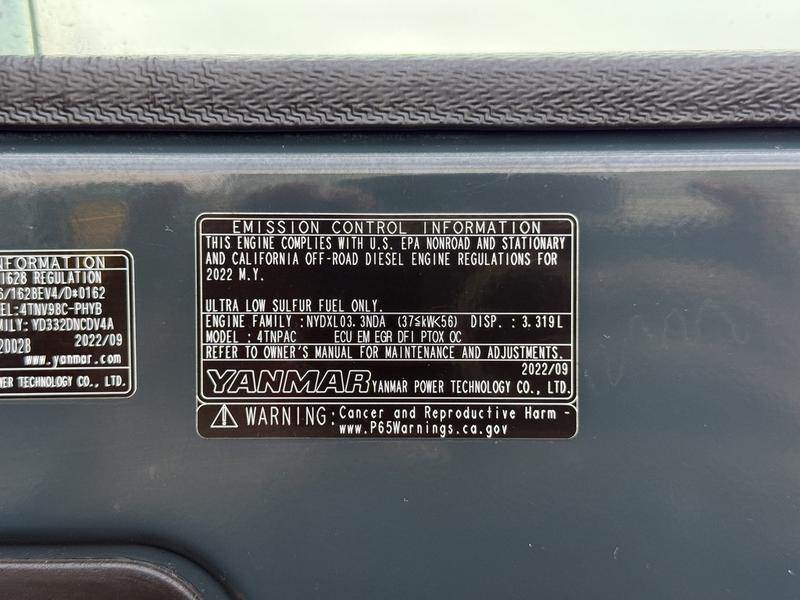 NFORMATION
1628 REGULATION
6/1628EV4/D*0162
EL:4TNV98C-PHYB
MILY: YD332DNCDV4A
20028 2022/09
www.yanmar.com
WER TECHNOLOGY CO., LTD.
EMISSION CONTROL INFORMATION
THIS ENGINE COMPLIES WITH U.S. EPA NONROAD AND STATIONARY
AND CALIFORNIA OFF-ROAD DIESEL ENGINE REGULATIONS FOR
2022 M.Y.
ULTRA LOW SULFUR FUEL ONLY.
ENGINE FAMILY :NYDXL03.3NDA (37≦kW<56) DISP. : 3.319L
MODEL : 4TNPAC ECU EM EGR DFI PTOX OC
REFER TO OWNER'S MANUAL FOR MAINTENANCE AND ADJUSTMENTS.
2022/09
YANMAR YANMAR POWER TECHNOLOGY CO., LTD.
WARNING: Cancer and Reproductive Harm -
www.P65Warnings.ca.gov